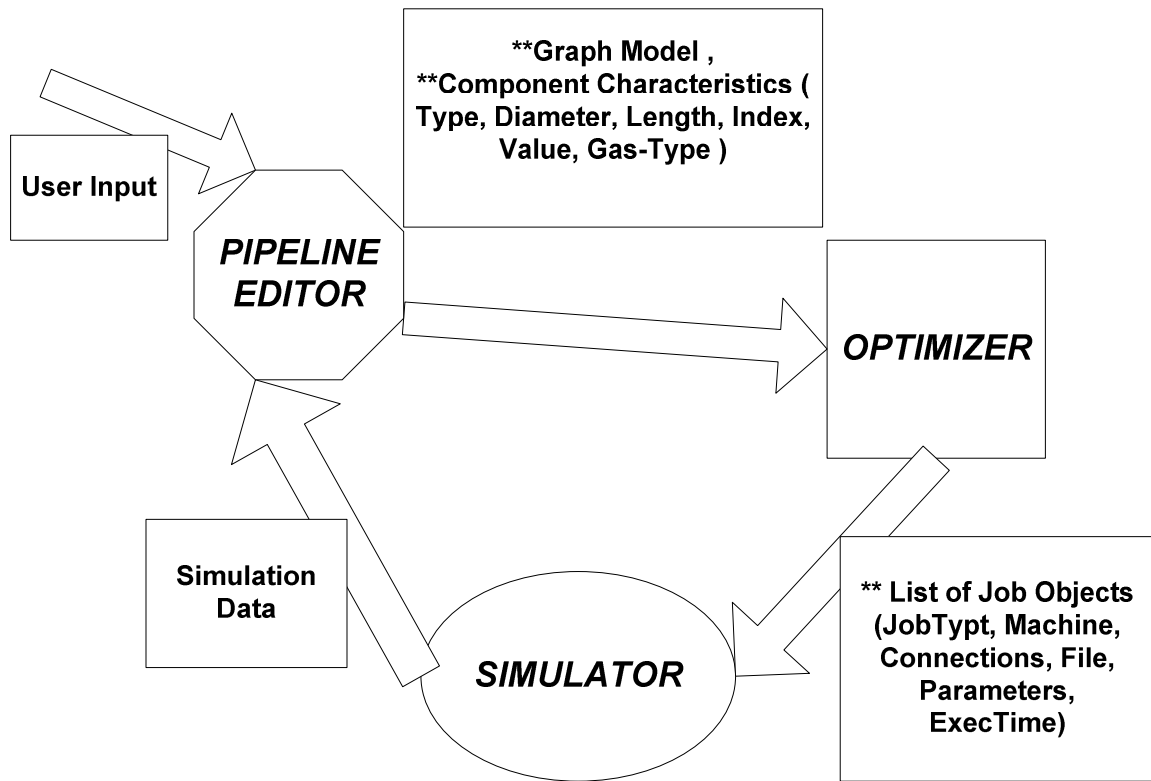 **Graph Model ,
**Component Characteristics (
Type, Diameter, Length, Index,
Value, Gas-Type )
User Input
PIPELINE
EDITOR
OPTIMIZER
Simulation
Data
SIMULATOR
** List of Job Objects
(JobTypt, Machine,
Connections, File,
Parameters,
ExecTime)